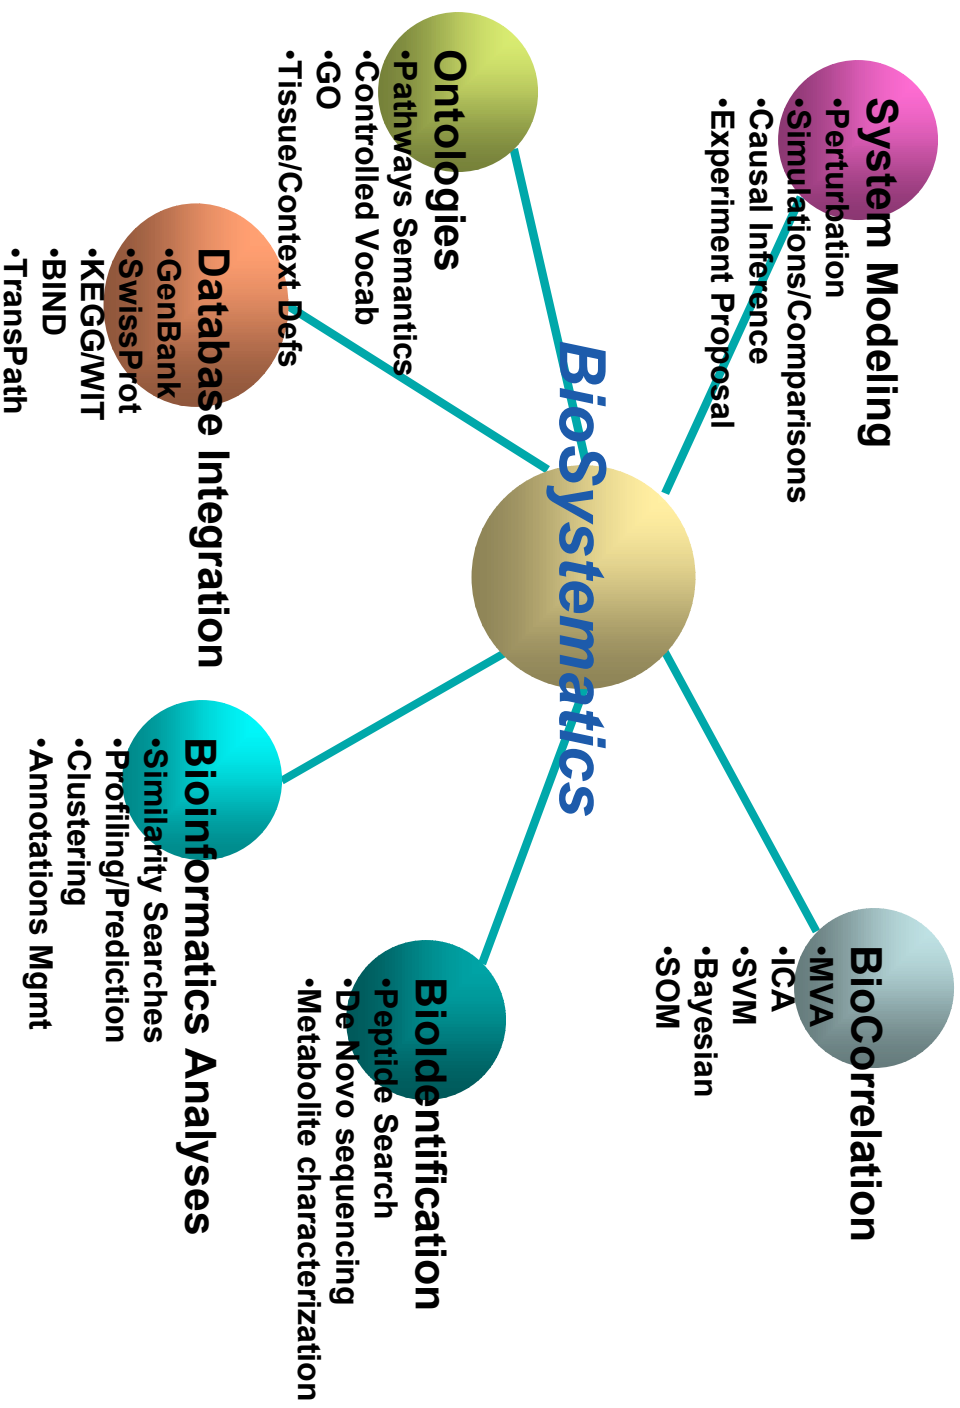 System Modeling
•Perturbation
•Simulations/Comparisons
•Causal Inference
•Experiment Proposal
BioCorrelation
•MVA
•ICA
•SVM
•Bayesian
•SOM
BioSystematics
Ontologies
•Pathways Semantics
•Controlled Vocab
•GO
•Tissue/Context Defs
BioIdentification
•Peptide Search
•De Novo sequencing
•Metabolite characterization
Database Integration
•GenBank
•SwissProt
•KEGG/WIT
•BIND
•TransPath
Bioinformatics Analyses
•Similarity Searches
•Profiling/Prediction
•Clustering
•Annotations Mgmt